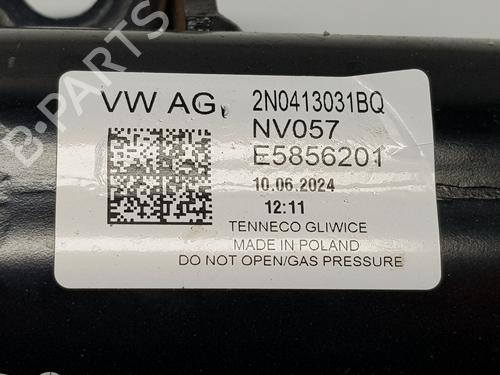 B-Parts
VW AG, 2N0413031BQ
NV057
E5856201
10.06.2024
12:11
TENNECO GLIWICE
MADE IN POLAND
DO NOT OPEN/GAS PRESSURE